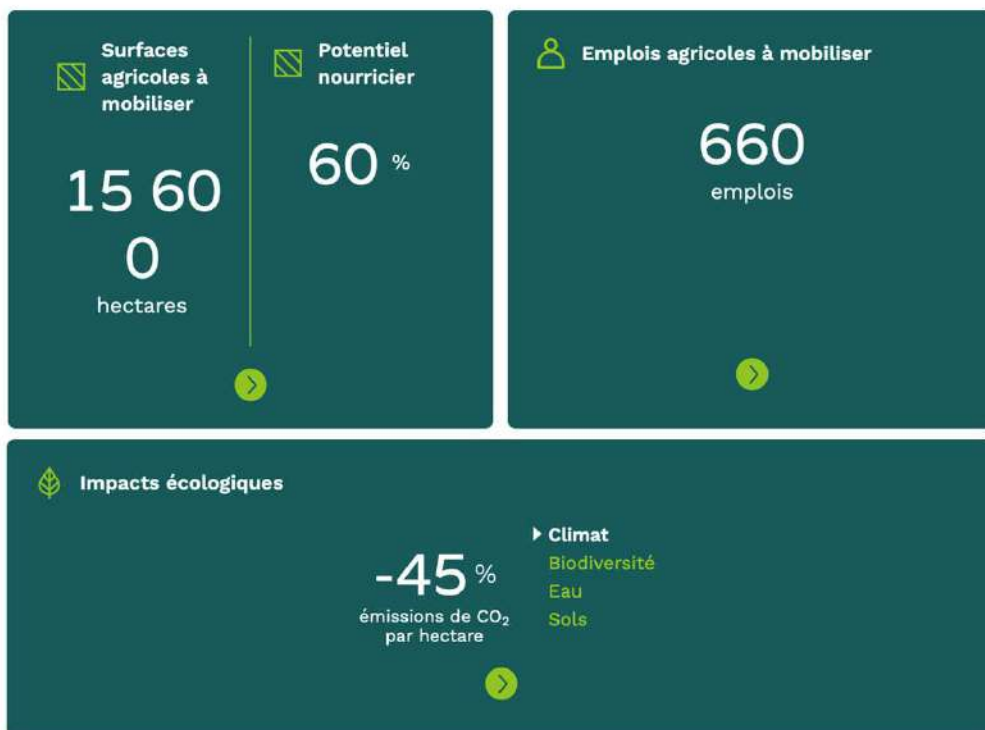 Surfaces
agricoles à
mobiliser
15 60
0
hectares
Potentiel
nourricier
60 %
Emplois agricoles à mobiliser
660
emplois
Impacts écologiques
-45 %
émissions de CO₂
par hectare
Climat
Biodiversité
Eau
Sols